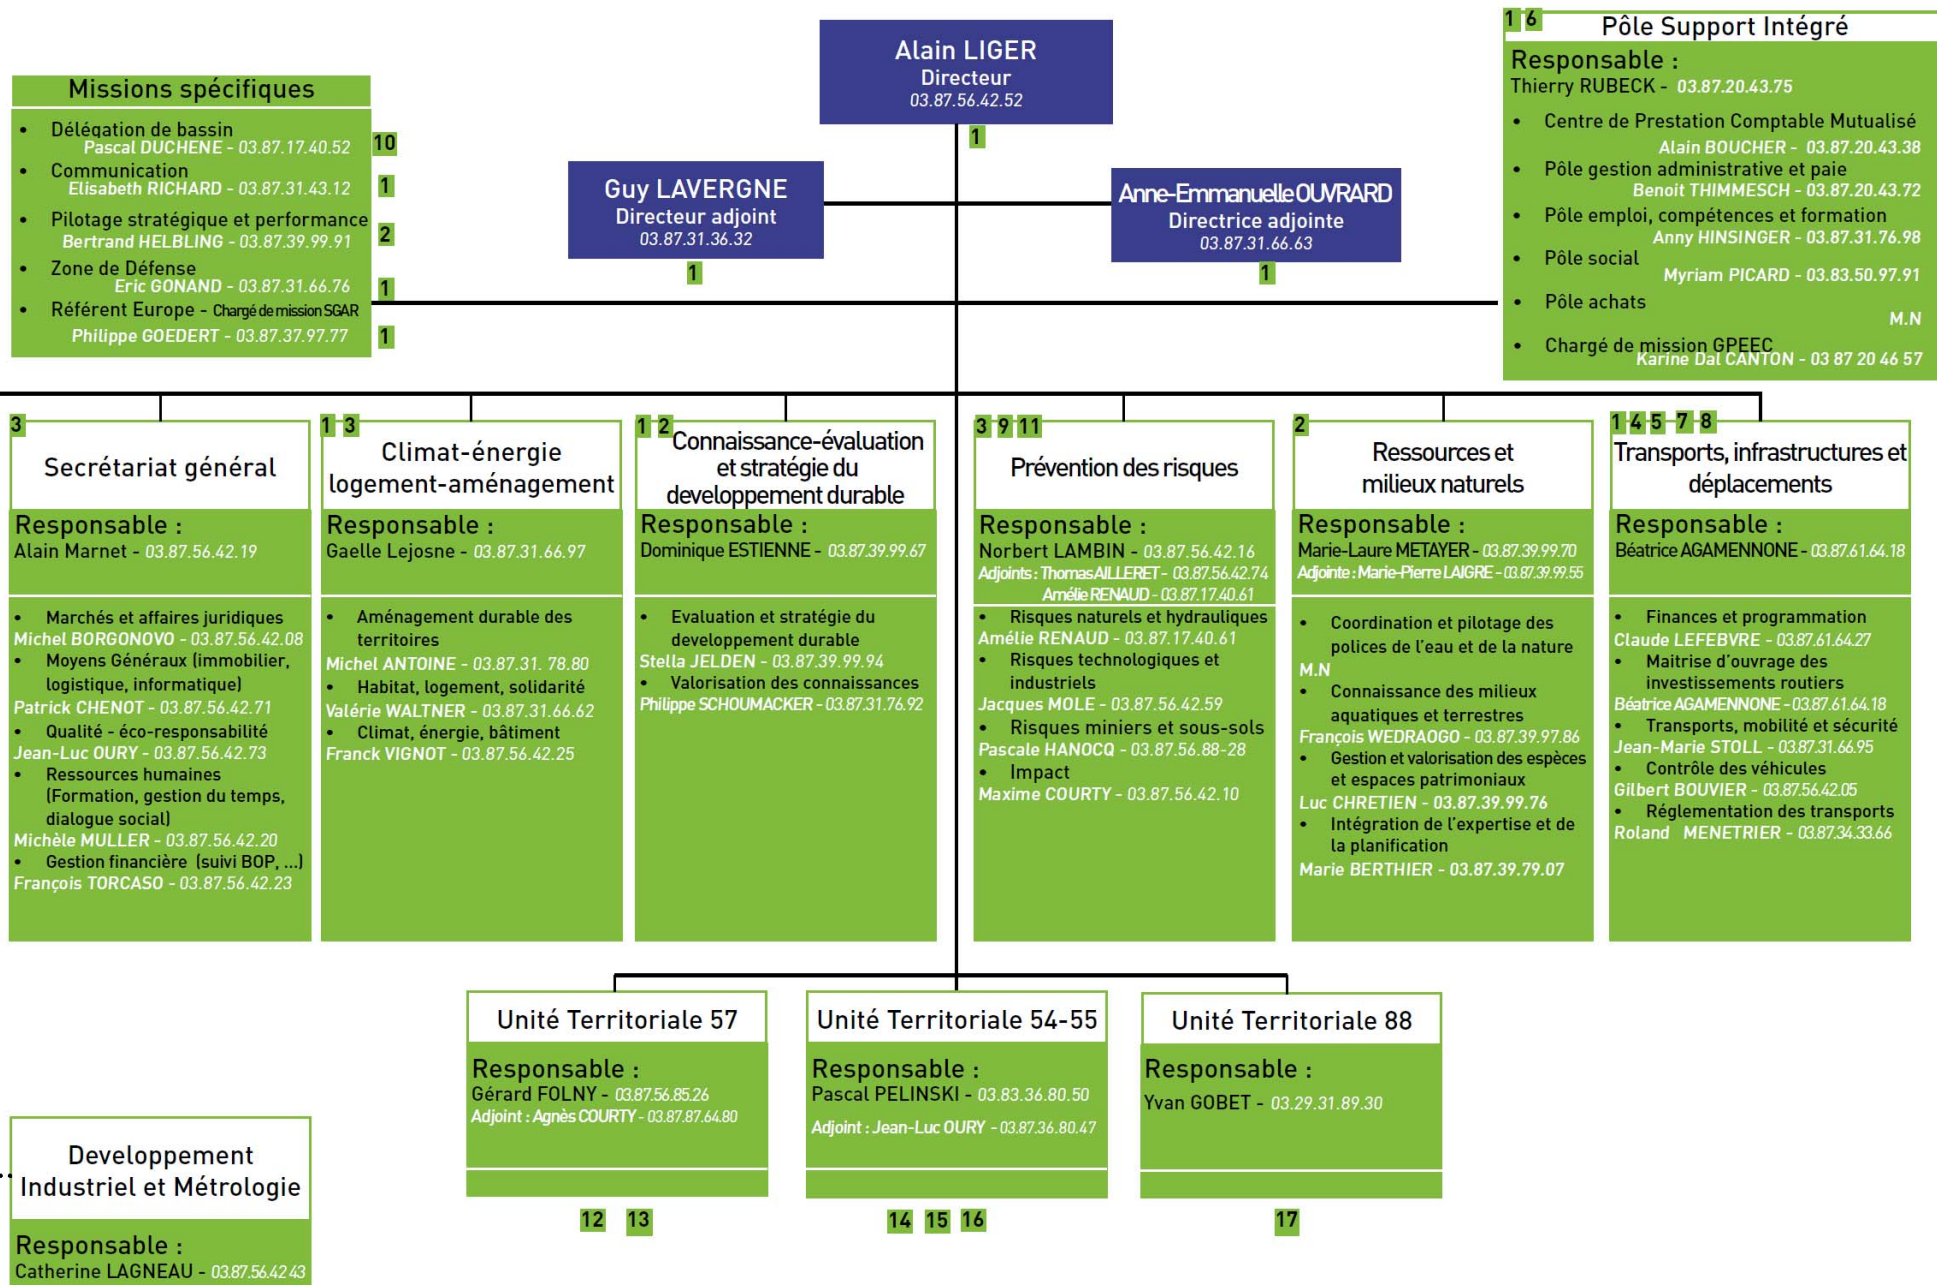 Alain LIGER
Directeur
03.87.56.42.52
1
Guy LAVERGNE
Directeur adjoint
03.87.31.36.32
1
Anne-Emmanuelle OUVRARD
Directrice adjointe
03.87.31.66.63
1
Missions spécifiques
• Délégation de bassin
Pascal DUCHENE - 03.87.17.40.52 10
• Communication
Elisabeth RICHARD - 03.87.31.43.12 1
• Pilotage stratégique et performance
Bertrand HELBLING - 03.87.39.99.91 2
• Zone de Défense
Eric GONAND - 03.87.31.66.76 1
• Référent Europe - Chargé de mission SGAR
Philippe GOEDERT - 03.87.37.97.77 1
1 6
Pôle Support Intégré
Responsable :
Thierry RUBECK - 03.87.20.43.75
• Centre de Prestation Comptable Mutualisé
Alain BOUCHER - 03.87.20.43.38
• Pôle gestion administrative et paie
Benoit THIMMESCH - 03.87.20.43.72
• Pôle emploi, compétences et formation
Anny HINSINGER - 03.87.31.76.98
• Pôle social
Myriam PICARD - 03.83.50.97.91
• Pôle achats
M.N
• Chargé de mission GPEEC
Karine Dal CANTON - 03 87 20 46 57
3
Secrétariat général
Responsable :
Alain Marnet - 03.87.56.42.19
• Marchés et affaires juridiques
Michel BORGONOVO - 03.87.56.42.08
• Moyens Généraux (immobilier,
logistique, informatique)
Patrick CHENOT - 03.87.56.42.71
• Qualité - éco-responsabilité
Jean-Luc OURY - 03.87.56.42.73
• Ressources humaines
(Formation, gestion du temps,
dialogue social)
Michèle MULLER - 03.87.56.42.20
• Gestion financière (suivi BOP, ...)
François TORCASO - 03.87.56.42.23
1 3
Climat-énergie
logement-aménagement
Responsable :
Gaelle Lejosne - 03.87.31.66.97
• Aménagement durable des
territoires
Michel ANTOINE - 03.87.31. 78.80
• Habitat, logement, solidarité
Valérie WALTNER - 03.87.31.66.62
• Climat, énergie, bâtiment
Franck VIGNOT - 03.87.56.42.25
1 2
Connaissance-évaluation
et stratégie du
developpement durable
Responsable :
Dominique ESTIENNE - 03.87.39.99.67
• Evaluation et stratégie du
developpement durable
Stella JELDEN - 03.87.39.99.94
• Valorisation des connaissances
Philippe SCHOUMACKER - 03.87.31.76.92
3 9 11
Prévention des risques
Responsable :
Norbert LAMBIN - 03.87.56.42.16
Adjoints : Thomas AILLERET - 03.87.56.42.74
Amélie RENAUD - 03.87.17.40.61
• Risques naturels et hydrauliques
Amélie RENAUD - 03.87.17.40.61
• Risques technologiques et
industriels
Jacques MOLE - 03.87.56.42.59
• Risques miniers et sous-sols
Pascale HANOCQ - 03.87.56.88-28
• Impact
Maxime COURTY - 03.87.56.42.10
2
Ressources et
milieux naturels
Responsable :
Marie-Laure METAYER - 03.87.39.99.70
Adjointe : Marie-Pierre LAIGRE - 03.87.39.99.55
• Coordination et pilotage des
polices de l'eau et de la nature
M.N
• Connaissance des milieux
aquatiques et terrestres
François WEDRAOGO - 03.87.39.97.86
• Gestion et valorisation des espèces
et espaces patrimoniaux
Luc CHRETIEN - 03.87.39.99.76
• Intégration de l'expertise et de
la planification
Marie BERTHIER - 03.87.39.79.07
1 4 5 7 8
Transports, infrastructures et
déplacements
Responsable :
Béatrice AGAMENNONE - 03.87.61.64.18
• Finances et programmation
Claude LEFEBVRE - 03.87.61.64.27
• Maitrise d'ouvrage des
investissements routiers
Béatrice AGAMENNONE - 03.87.61.64.18
• Transports, mobilité et sécurité
Jean-Marie STOLL - 03.87.31.66.95
• Contrôle des véhicules
Gilbert BOUVIER - 03.87.56.42.05
• Réglementation des transports
Roland MENETRIER - 03.87.34.33.66
Unité Territoriale 57
Responsable :
Gérard FOLNY - 03.87.56.85.26
Adjoint : Agnès COURTY - 03.87.87.64.80
12 13
Unité Territoriale 54-55
Responsable :
Pascal PELINSKI - 03.83.36.80.50
Adjoint : Jean-Luc OURY - 03.87.36.80.47
14 15 16
Unité Territoriale 88
Responsable :
Yvan GOBET - 03.29.31.89.30
17
Developpement
Industriel et Métrologie
Responsable :
Catherine LAGNEAU - 03.87.56.42 43